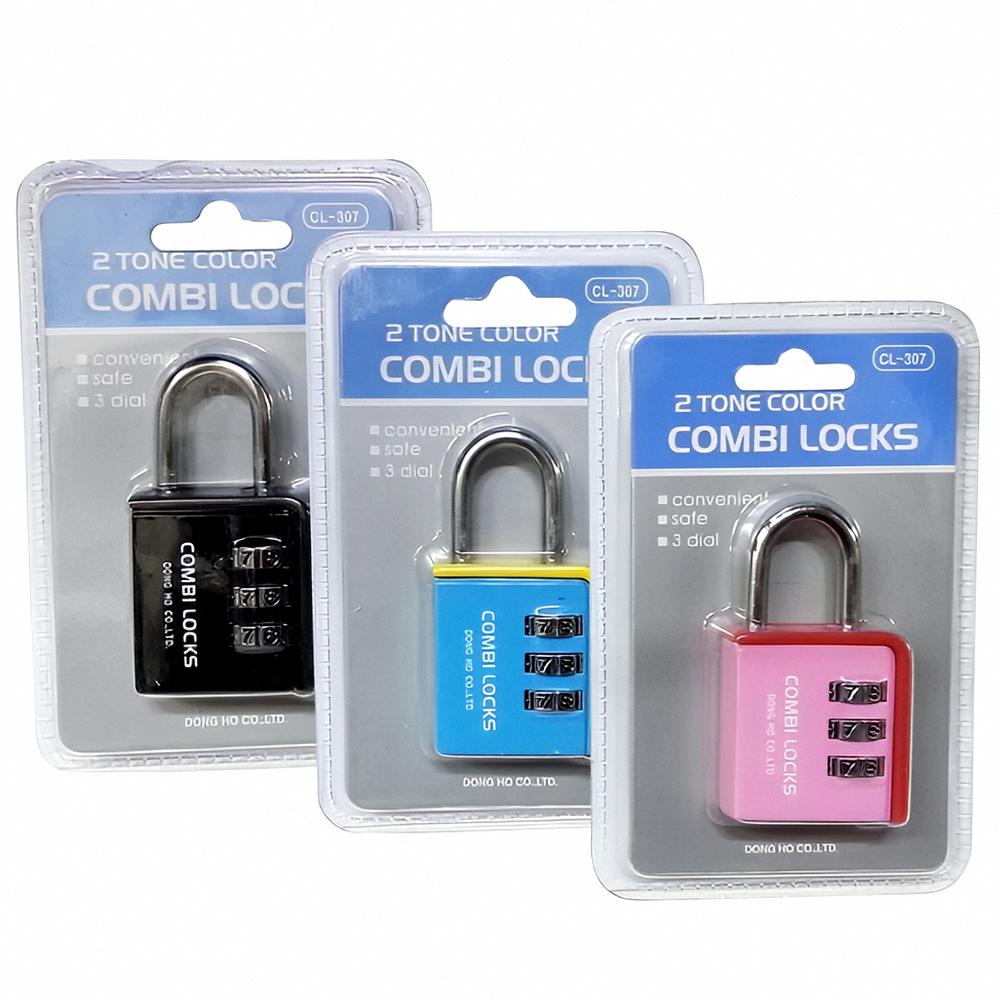 CL-307
2 TONE COLOR
COMBI LOC
convenien
safe
3 dial
COMBI LOCKS
DONG HO CO.,LTD.
DONG HO CO.,LTD.
CL-307
2 TONE COLOR
COMBI LOC
convenient
safe
3 dial
COMBI LOCKS
DONG HO CO.,LTD
DONG HO CO.,LTD.
CL-307
2 TONE COLOR
COMBI LOCKS
convenient
safe
3 dial
COMBI LOCKS
DONG HO CO.,LTD
DONG HO CO.,LTD.